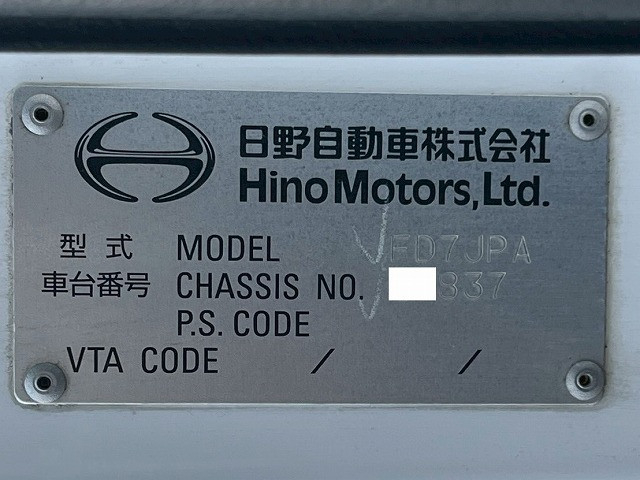 日野自動車株式会社
Hino Motors, Ltd.
型式 MODEL FD7JPA
車台番号 CHASSIS NO. 837
P.S. CODE
VTA CODE / /